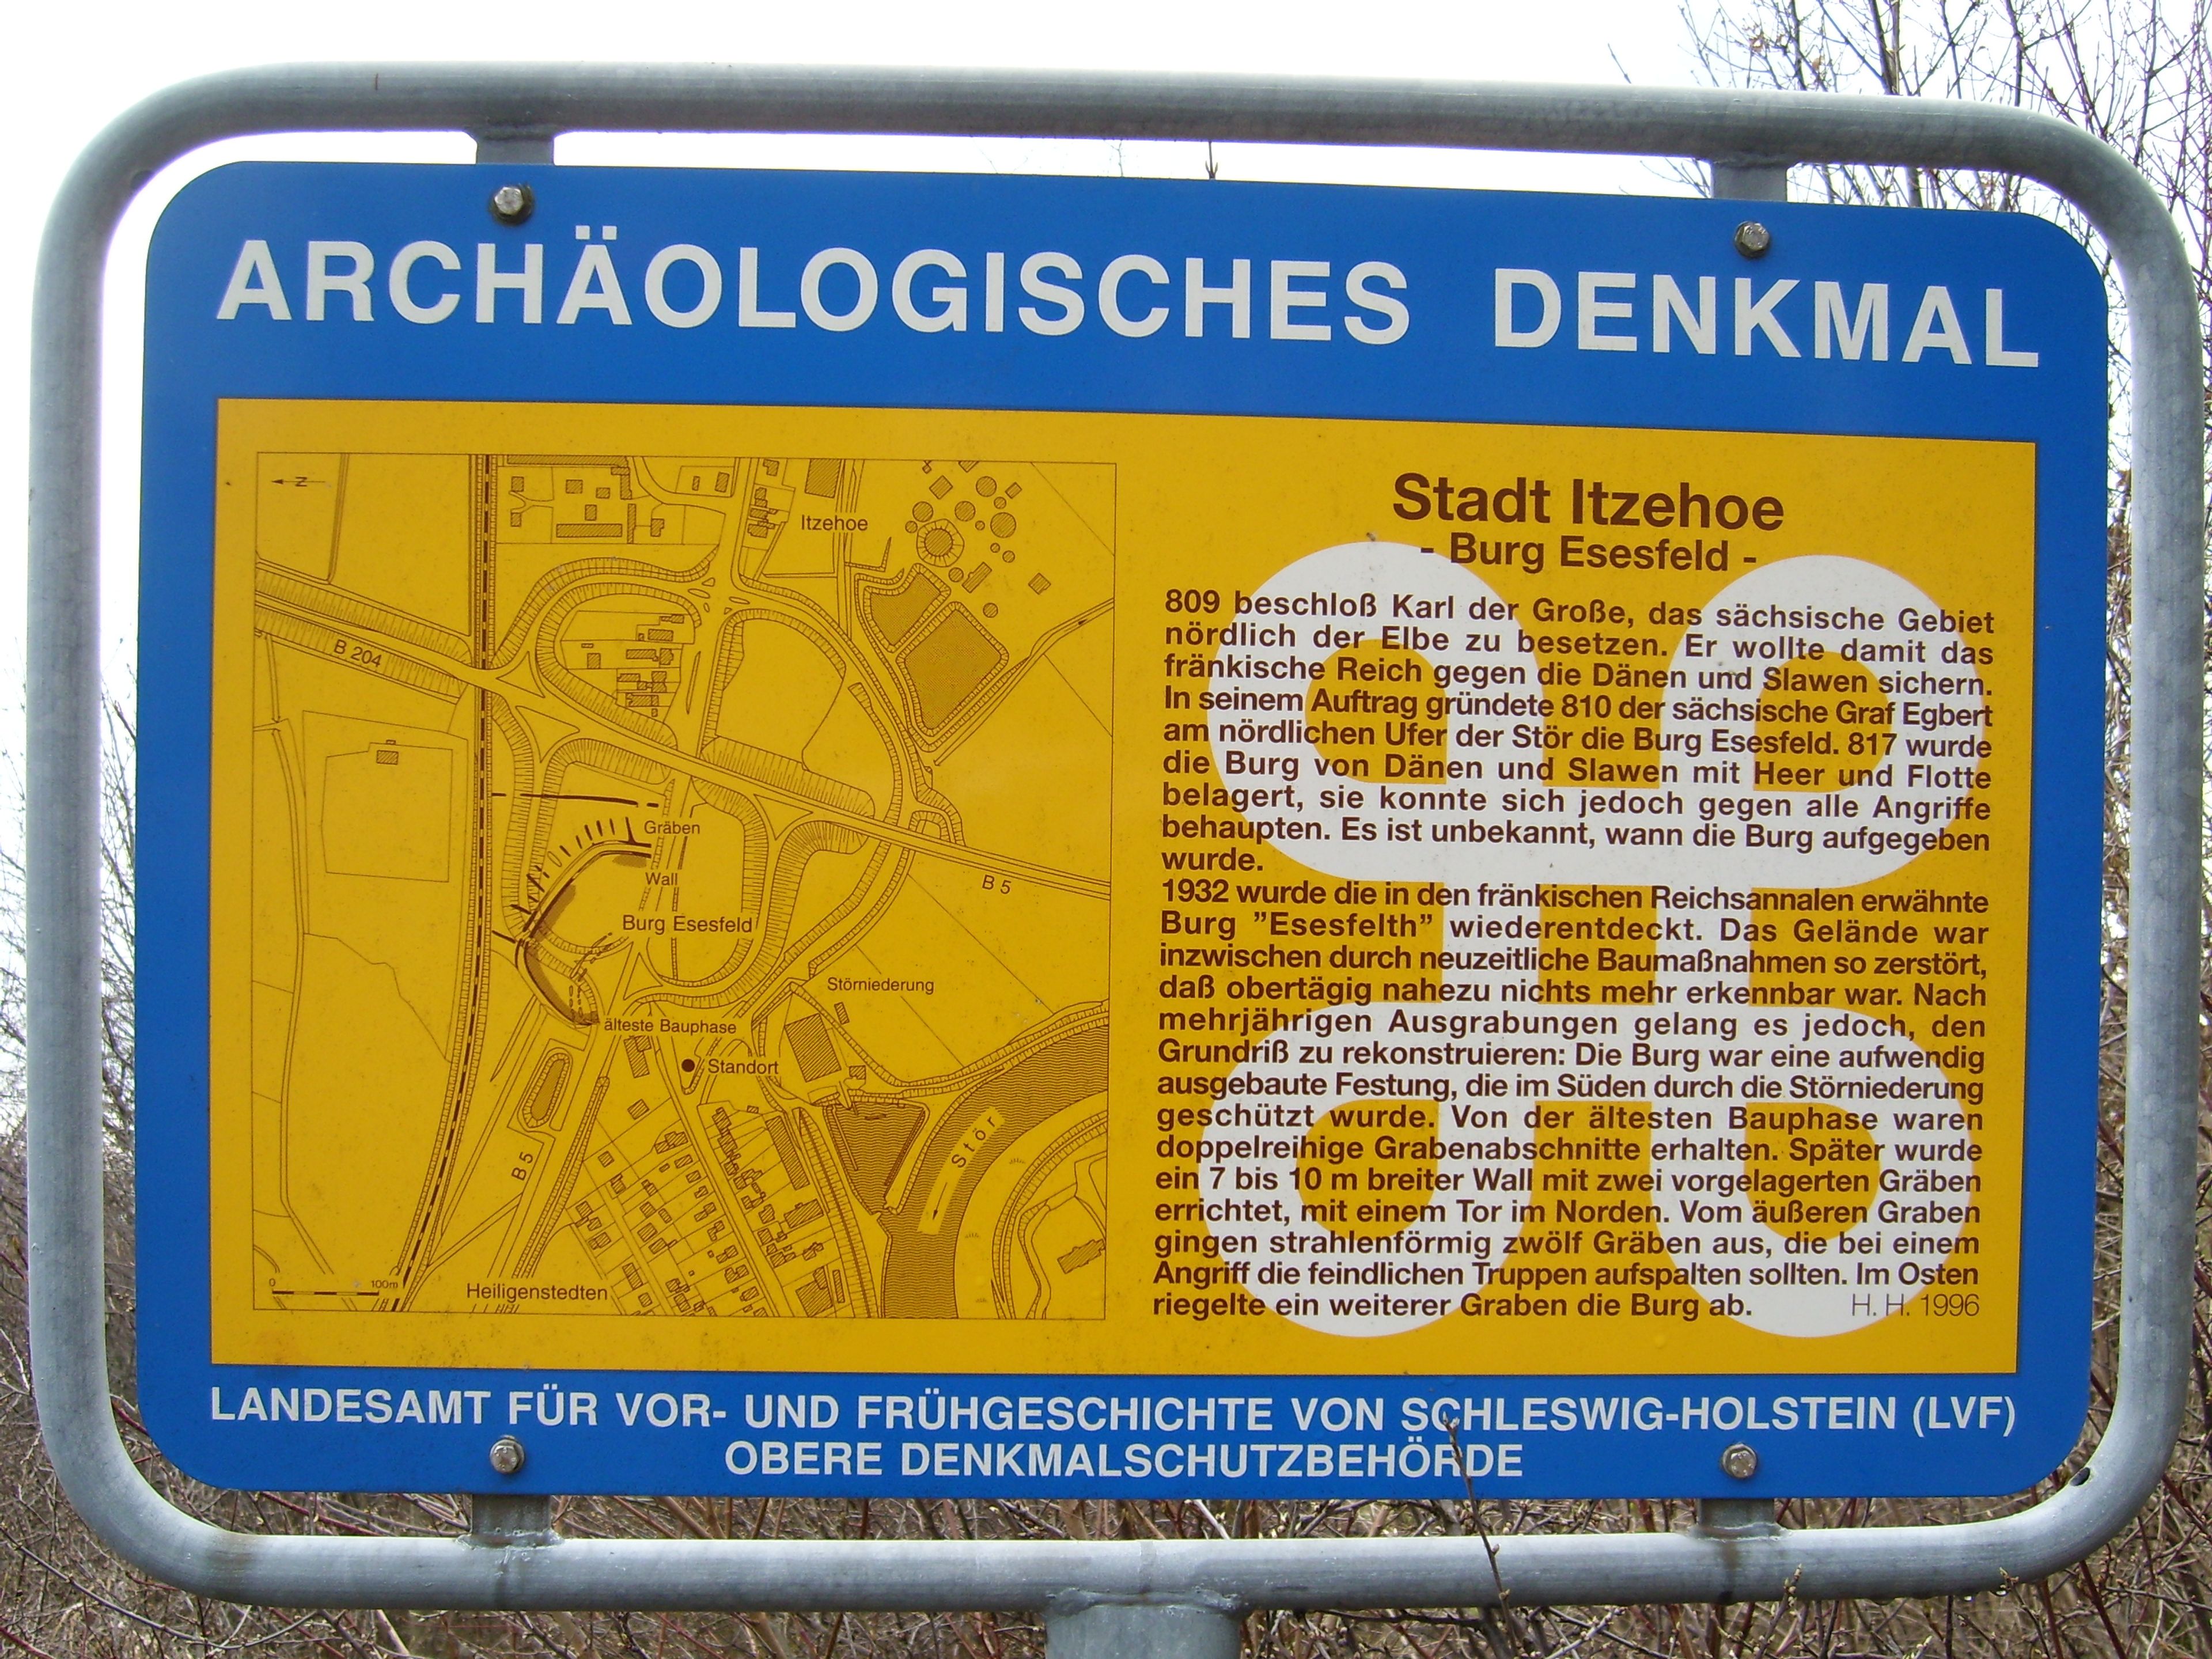 ARCHÄOLOGISCHES DENKMAL
N
Itzehoe
B 204
Gräben
Wall
B 5
Burg Esesfeld
Störniederung
älteste Bauphase
Standort
Stör
B 5
0 100m
Heiligenstedten
Stadt Itzehoe
- Burg Esesfeld -
809 beschloß Karl der Große, das sächsische Gebiet
nördlich der Elbe zu besetzen. Er wollte damit das
fränkische Reich gegen die Dänen und Slawen sichern.
In seinem Auftrag gründete 810 der sächsische Graf Egbert
am nördlichen Ufer der Stör die Burg Esesfeld. 817 wurde
die Burg von Dänen und Slawen mit Heer und Flotte
belagert, sie konnte sich jedoch gegen alle Angriffe
behaupten. Es ist unbekannt, wann die Burg aufgegeben
wurde.
1932 wurde die in den fränkischen Reichsannalen erwähnte
Burg ”Esesfelth” wiederentdeckt. Das Gelände war
inzwischen durch neuzeitliche Baumaßnahmen so zerstört,
daß obertägig nahezu nichts mehr erkennbar war. Nach
mehrjährigen Ausgrabungen gelang es jedoch, den
Grundriß zu rekonstruieren: Die Burg war eine aufwendig
ausgebaute Festung, die im Süden durch die Störniederung
geschützt wurde. Von der ältesten Bauphase waren
doppelreihige Grabenabschnitte erhalten. Später wurde
ein 7 bis 10 m breiter Wall mit zwei vorgelagerten Gräben
errichtet, mit einem Tor im Norden. Vom äußeren Graben
gingen strahlenförmig zwölf Gräben aus, die bei einem
Angriff die feindlichen Truppen aufspalten sollten. Im Osten
riegelte ein weiterer Graben die Burg ab. H. H. 1996
LANDESAMT FÜR VOR- UND FRÜHGESCHICHTE VON SCHLESWIG-HOLSTEIN (LVF)
OBERE DENKMALSCHUTZBEHÖRDE